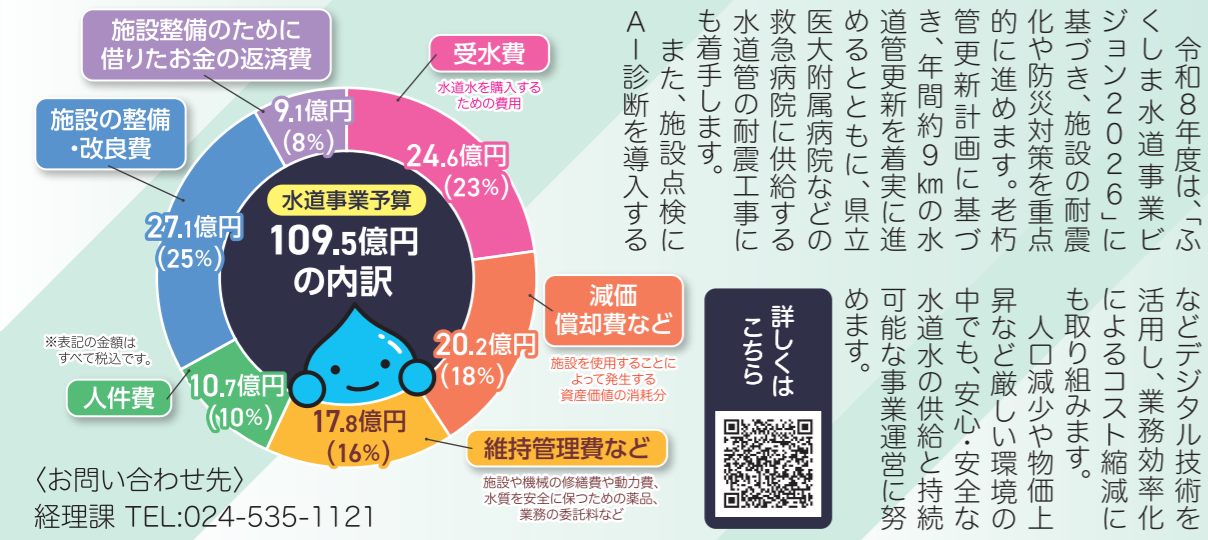 令和８年度は、「ふ
くしま水道事業ビ
ジョン２０２６」に
基づき、施設の耐震
化や防災対策を重点
的に進めます。老朽
管更新計画に基づ
き、年間約９㎞の水
道管更新を着実に進
めるとともに、県立
医大附属病院などの
救急病院に供給する
水道管の耐震工事に
も着手します。
また、施設点検に
ＡＩ診断を導入する
などデジタル技術を
活用し、業務効率化
によるコスト縮減に
も取り組みます。
人口減少や物価上
昇など厳しい環境の
中でも、安心・安全な
水道水の供給と持続
可能な事業運営に努
めます。
詳しくは
こちら
水道事業予算
109.5億円
の内訳
受水費
水道水を購入する
ための費用
24.6億円
(23%)
減価
償却費など
施設を使用することに
よって発生する
資産価値の消耗分
20.2億円
(18%)
維持管理費など
施設や機械の修繕費や動力費、
水質を安全に保つための薬品、
業務の委託料など
17.8億円
(16%)
人件費
10.7億円
(10%)
施設の整備
・改良費
27.1億円
(25%)
施設整備のために
借りたお金の返済費
9.1億円
(8%)
※表記の金額は
すべて税込です。
〈お問い合わせ先〉
経理課 TEL:024-535-1121